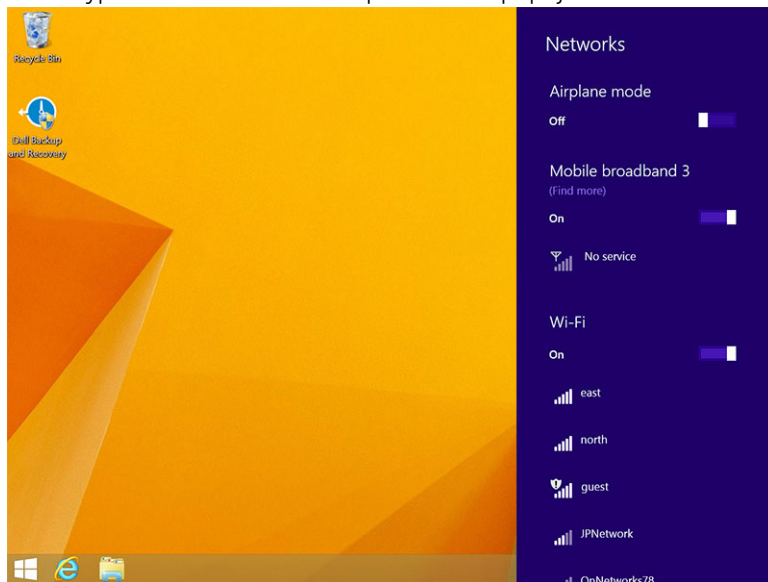 Recycle Bin
Dell Backup
and Recovery
Networks
Airplane mode
Off
Mobile broadband 3
(Find more)
On
No service
Wi-Fi
On
east
north
guest
JPNetwork
OnNetworks78